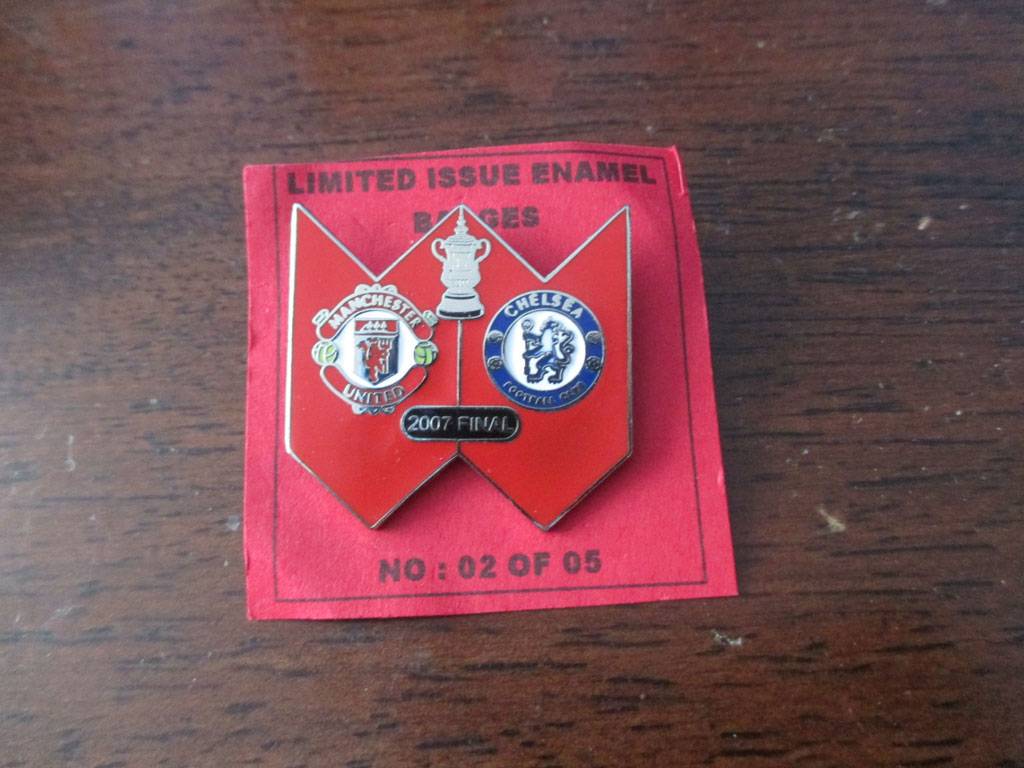 LIMITED ISSUE ENAMEL
BADGES
MANCHESTER
UNITED
CHELSEA
FOOTBALL CLUB
2007 FINAL
NO : 02 OF 05